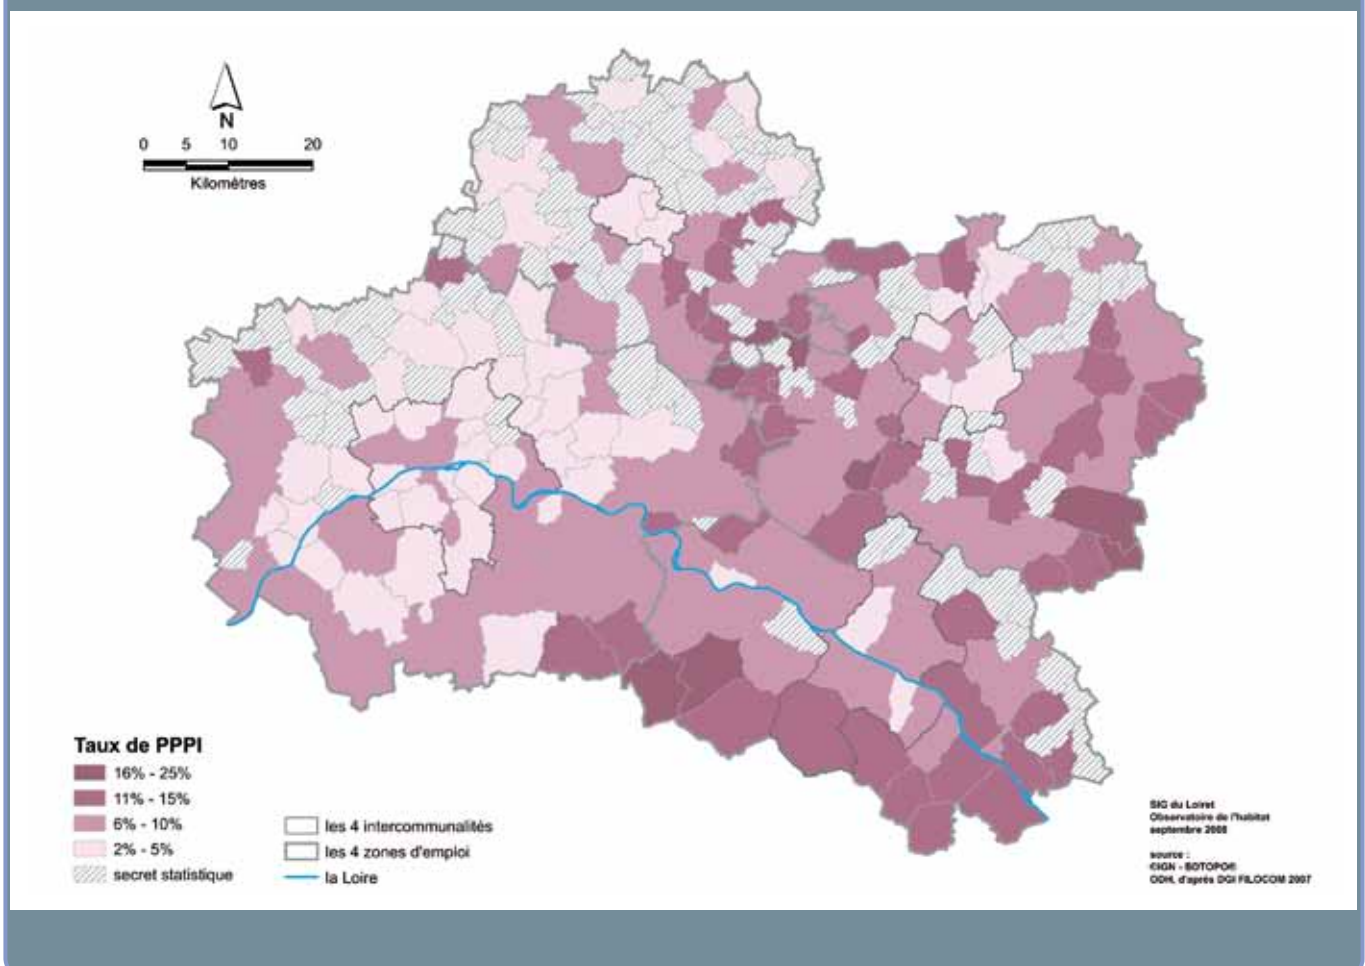 N
0 5 10 20
Kilomètres
Taux de PPPI
16% - 25%
11% - 15%
6% - 10%
2% - 5%
secret statistique
les 4 intercommunalités
les 4 zones d'emploi
la Loire
SIG du Loiret
Observatoire de l'habitat
septembre 2008
source :
©IGN - BDTOPO®
ODH, d'après DGI FILOCOM 2007